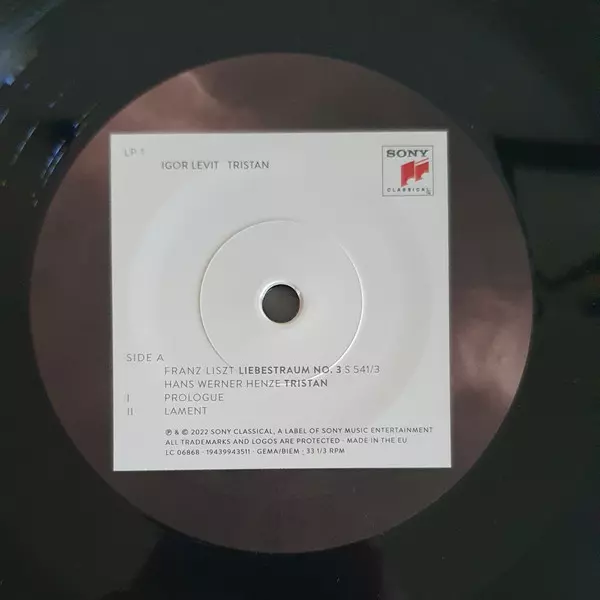 LP 1
IGOR LEVIT TRISTAN
SONY
CLASSICAL
SIDE A
FRANZ LISZT LIEBESTRAUM NO. 3 S 541/3
HANS WERNER HENZE TRISTAN
I PROLOGUE
II LAMENT
℗ & © 2022 SONY CLASSICAL, A LABEL OF SONY MUSIC ENTERTAINMENT
ALL TRADEMARKS AND LOGOS ARE PROTECTED · MADE IN THE EU
LC 06868 · 19439943511 · GEMA/BIEM · 33 1/3 RPM